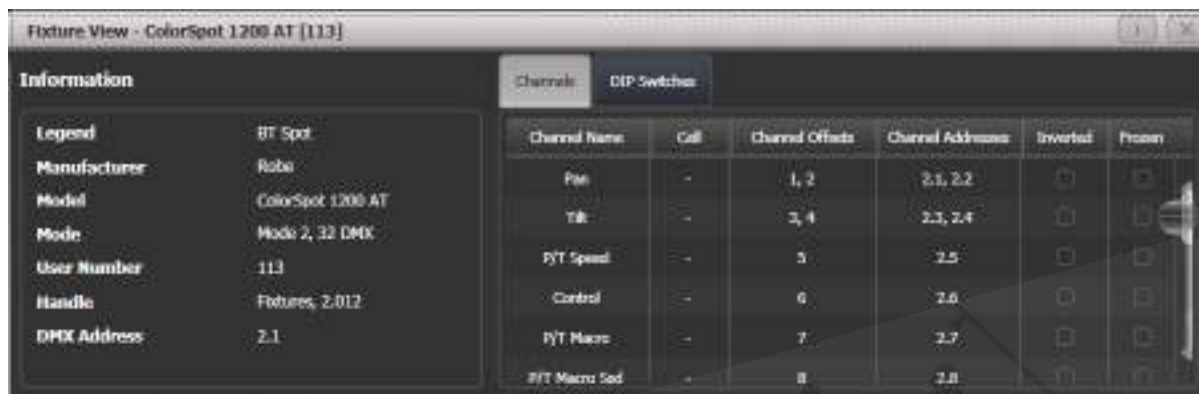 Fixture View - ColorSpot 1200 AT [113]
Information
Legend BT Spot
Manufacturer Robe
Model ColorSpot 1200 AT
Mode Mode 2, 32 DMX
User Number 113
Handle Fixtures, 2.012
DMX Address 2.1
Channels DIP Switches
Channel Name Cell Channel Offsets Channel Addresses Inverted Frozen
Pan - 1, 2 2.1, 2.2
Tilt - 3, 4 2.3, 2.4
P/T Speed - 5 2.5
Control - 6 2.6
P/T Macro - 7 2.7
P/T Macro Spd - 8 2.8